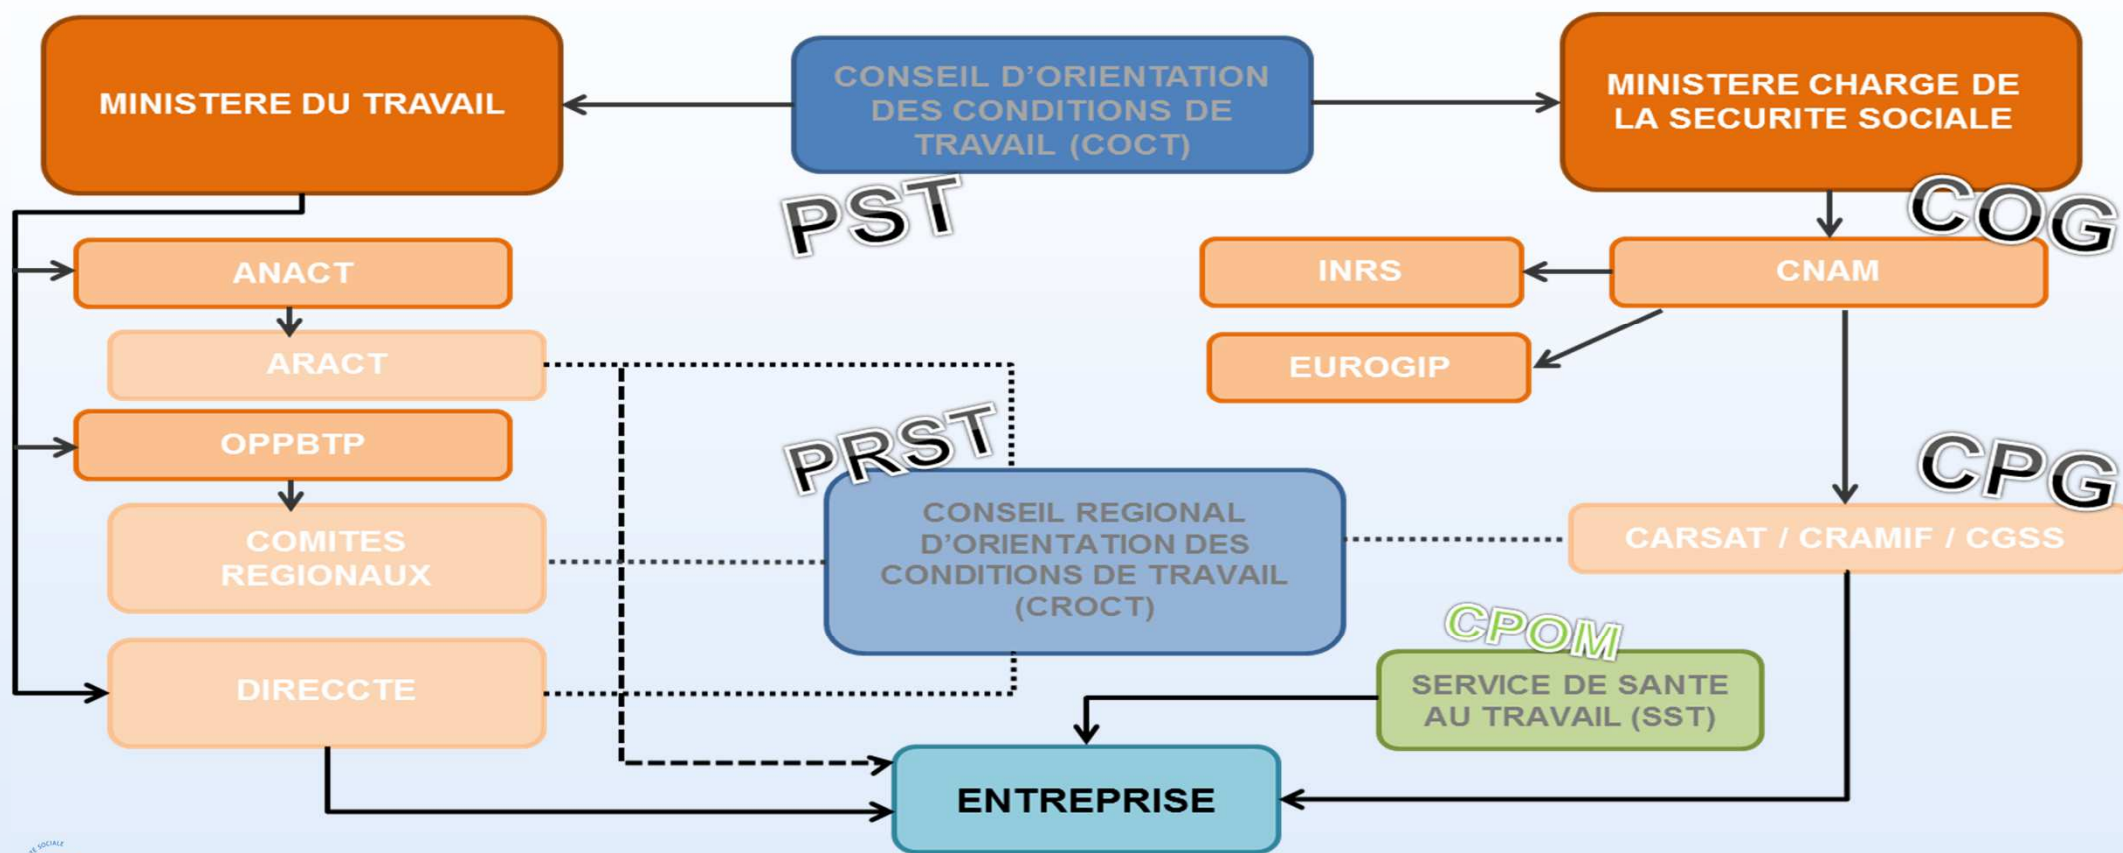 MINISTERE DU TRAVAIL
CONSEIL D'ORIENTATION
DES CONDITIONS DE
TRAVAIL (COCT)
MINISTERE CHARGE DE
LA SECURITE SOCIALE
PST
COG
ANACT
INRS
CNAM
ARACT
EUROGIP
OPPBTP
PRST
CPG
COMITES
REGIONAUX
CONSEIL REGIONAL
D'ORIENTATION DES
CONDITIONS DE TRAVAIL
(CROCT)
CARSAT / CRAMIF / CGSS
CPOM
DIRECCTE
SERVICE DE SANTE
AU TRAVAIL (SST)
ENTREPRISE
SOCIALE